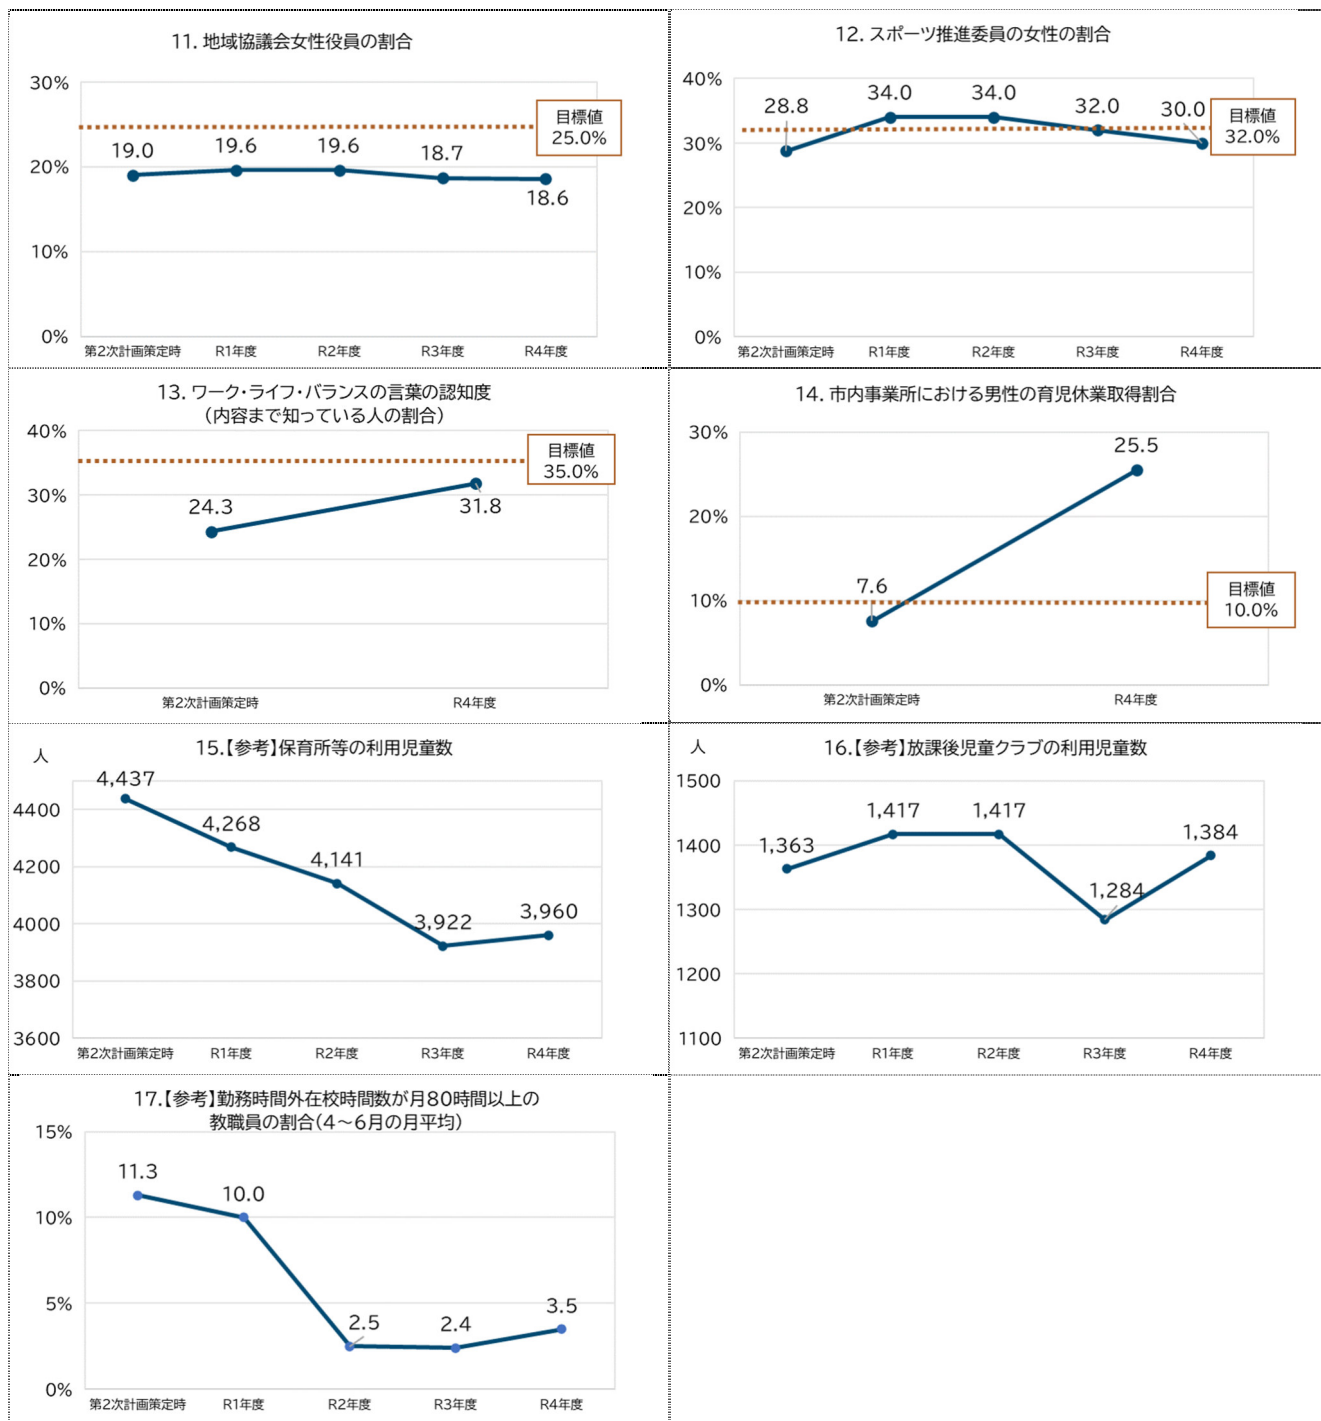 11. 地域協議会女性役員の割合
30%
20%
10%
0%
目標値
25.0%
19.0
19.6
19.6
18.7
18.6
第2次計画策定時
R1年度
R2年度
R3年度
R4年度
12. スポーツ推進委員の女性の割合
40%
30%
20%
10%
0%
28.8
34.0
34.0
32.0
30.0
目標値
32.0%
第2次計画策定時
R1年度
R2年度
R3年度
R4年度
13. ワーク・ライフ・バランスの言葉の認知度
（内容まで知っている人の割合）
40%
30%
20%
10%
0%
目標値
35.0%
24.3
31.8
第2次計画策定時
R4年度
14. 市内事業所における男性の育児休業取得割合
30%
20%
10%
0%
25.5
7.6
目標値
10.0%
第2次計画策定時
R4年度
15.【参考】保育所等の利用児童数
人
4400
4200
4000
3800
3600
4,437
4,268
4,141
3,922
3,960
第2次計画策定時
R1年度
R2年度
R3年度
R4年度
16.【参考】放課後児童クラブの利用児童数
人
1500
1400
1300
1200
1100
1,363
1,417
1,417
1,284
1,384
第2次計画策定時
R1年度
R2年度
R3年度
R4年度
17.【参考】勤務時間外在校時間数が月80時間以上の
教職員の割合（4～6月の月平均）
15%
10%
5%
0%
11.3
10.0
2.5
2.4
3.5
第2次計画策定時
R1年度
R2年度
R3年度
R4年度